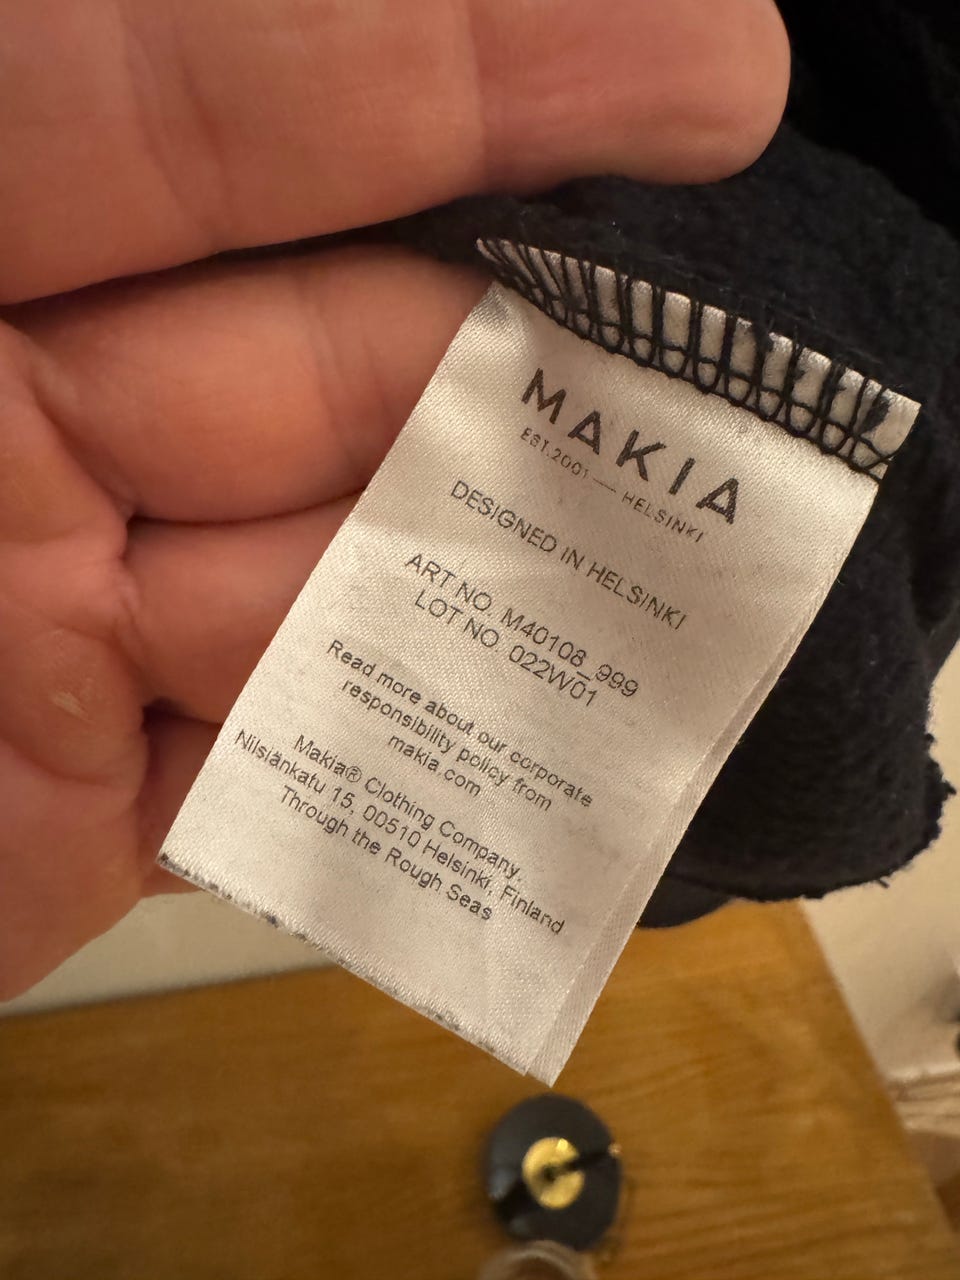 MAKIA
EST.2001 — HELSINKI
DESIGNED IN HELSINKI
ART NO. M40108_999
LOT NO 022W01
Read more about our corporate
responsibility policy from
makia.com
Makia® Clothing Company.
Nilsiänkatu 15, 00510 Helsinki, Finland
Through the Rough Seas